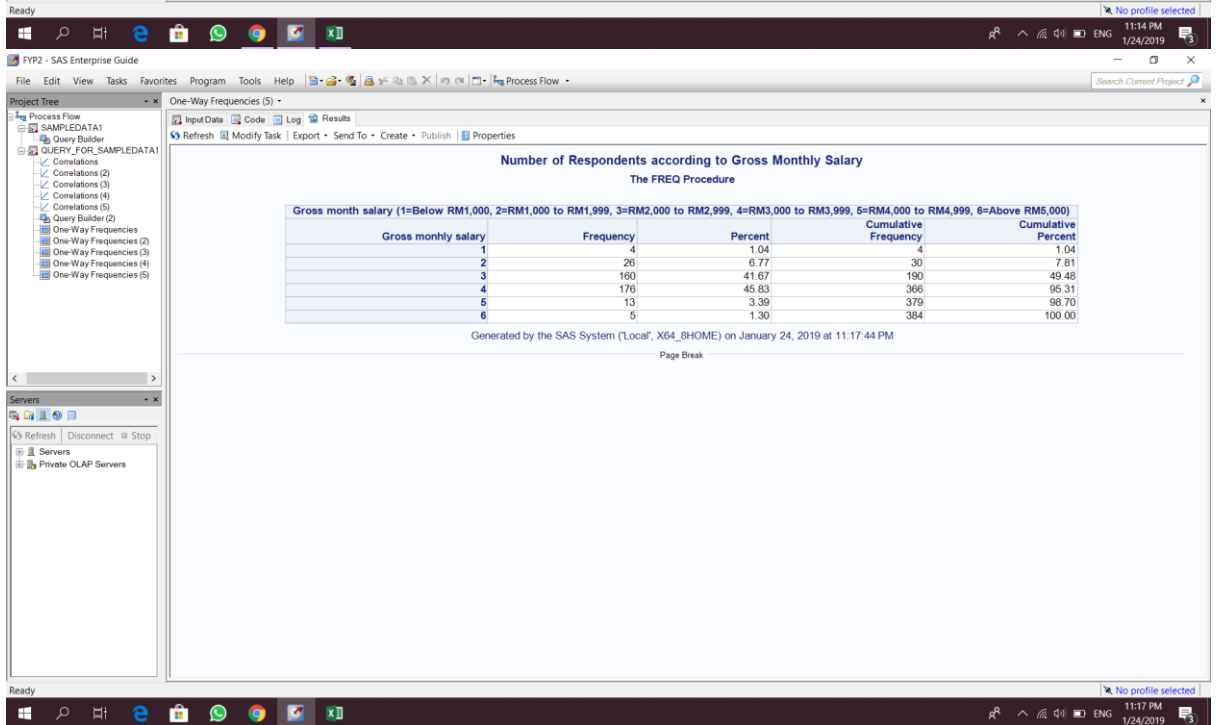 Ready
No profile selected
ENG
11:14 PM
1/24/2019
3
FYP2 - SAS Enterprise Guide
File Edit View Tasks Favorites Program Tools Help Process Flow
Search Current Project
Project Tree
One-Way Frequencies (5)
Process Flow
SAMPLEDATA1
Query Builder
QUERY_FOR_SAMPLEDATA1
Correlations
Correlations (2)
Correlations (3)
Correlations (4)
Correlations (5)
Query Builder (2)
One-Way Frequencies
One-Way Frequencies (2)
One-Way Frequencies (3)
One-Way Frequencies (4)
One-Way Frequencies (5)
Input Data Code Log Results
Refresh Modify Task Export Send To Create Publish Properties
Number of Respondents according to Gross Monthly Salary
The FREQ Procedure
Gross month salary (1=Below RM1,000, 2=RM1,000 to RM1,999, 3=RM2,000 to RM2,999, 4=RM3,000 to RM3,999, 5=RM4,000 to RM4,999, 6=Above RM5,000)
Gross monhly salary Frequency Percent Cumulative Frequency Cumulative Percent
1 4 1.04 4 1.04
2 26 6.77 30 7.81
3 160 41.67 190 49.48
4 176 45.83 366 95.31
5 13 3.39 379 98.70
6 5 1.30 384 100.00
Generated by the SAS System ('Local', X64_8HOME) on January 24, 2019 at 11:17:44 PM
Page Break
Servers
Refresh Disconnect Stop
Servers
Private OLAP Servers
Ready
No profile selected
ENG
11:17 PM
1/24/2019
3